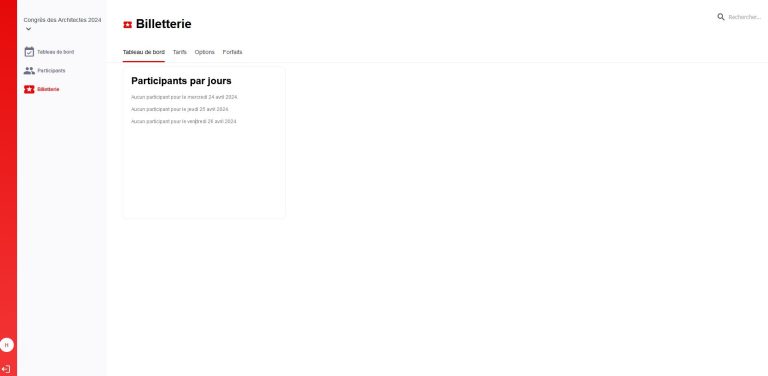 Congrès des Architectes 2024
Tableau de bord
Participants
Billetterie
H
Billetterie
Rechercher...
Tableau de bord Tarifs Options Forfaits
Participants par jours
Aucun participant pour le mercredi 24 avril 2024
Aucun participant pour le jeudi 25 avril 2024
Aucun participant pour le vendredi 26 avril 2024